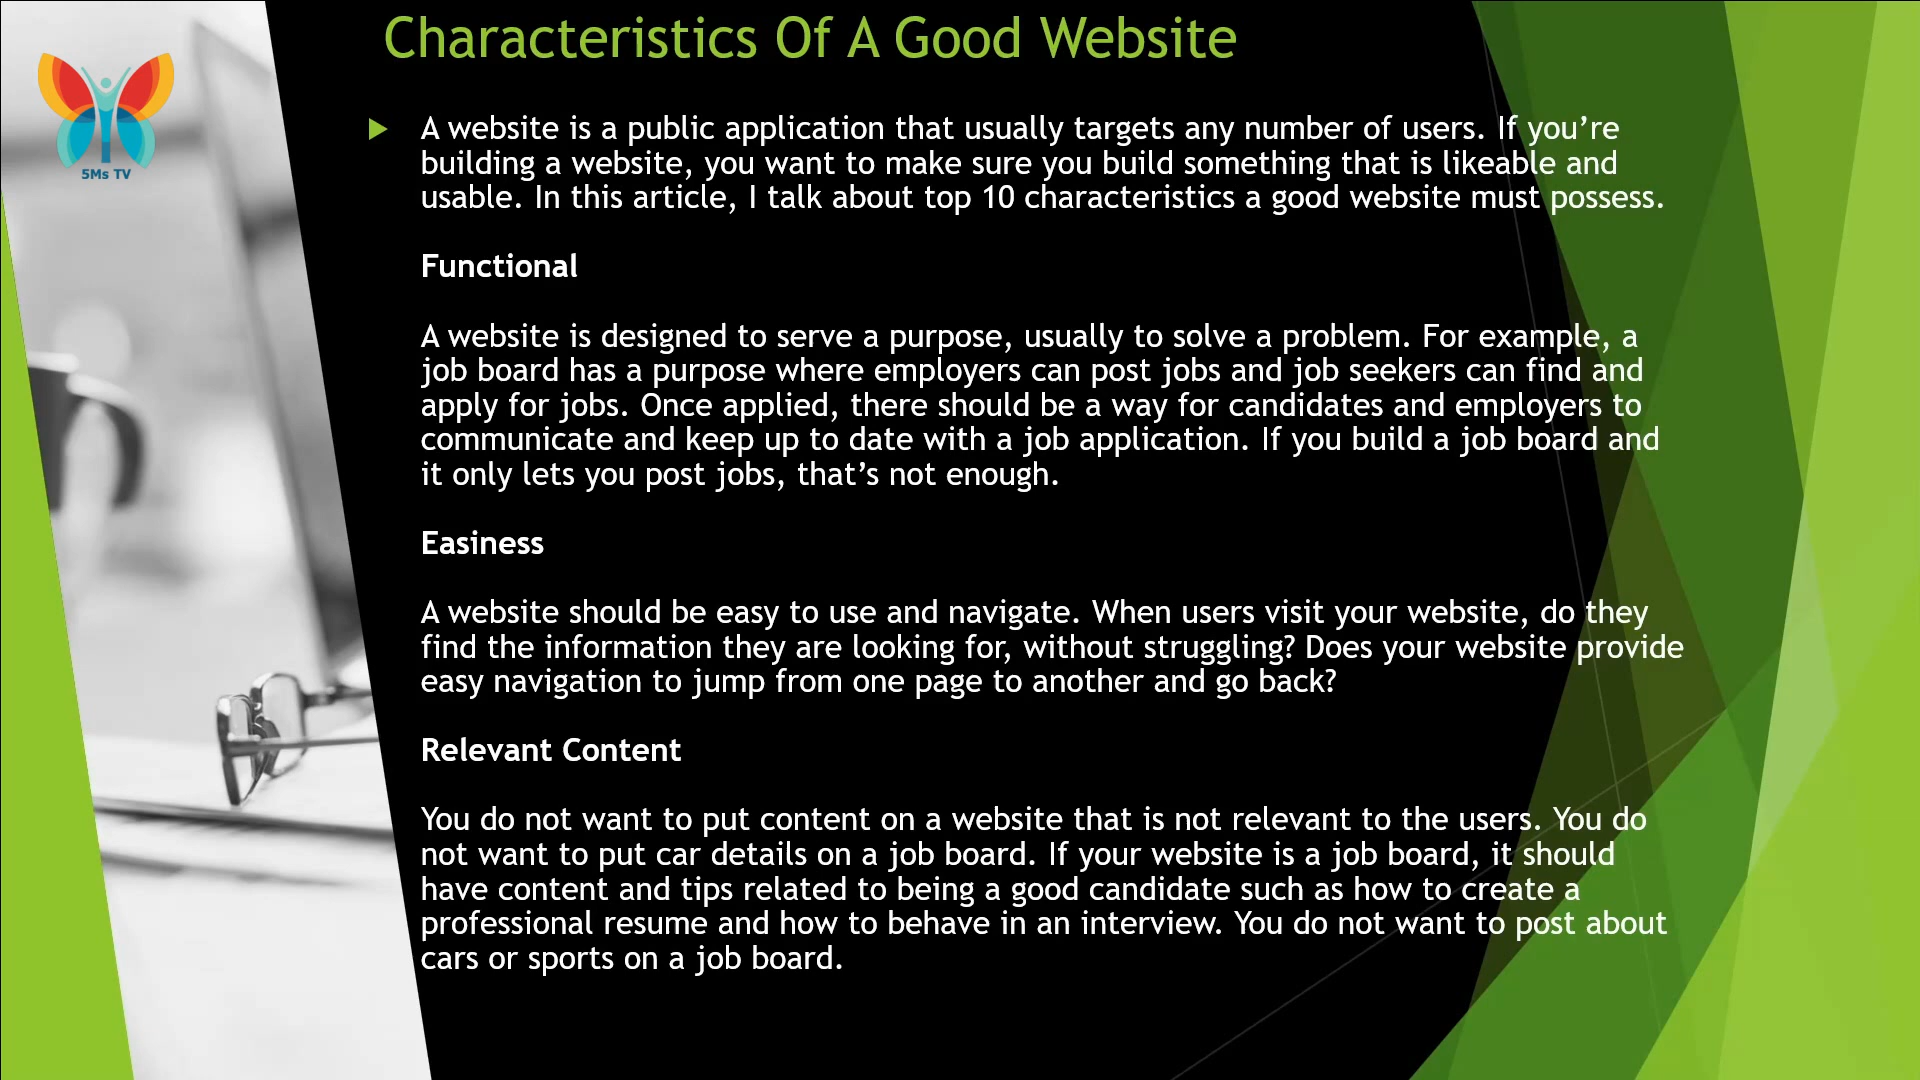 Characteristics Of A Good Website
5Ms TV
A website is a public application that usually targets any number of users. If you’re
building a website, you want to make sure you build something that is likeable and
usable. In this article, I talk about top 10 characteristics a good website must possess.
Functional
A website is designed to serve a purpose, usually to solve a problem. For example, a
job board has a purpose where employers can post jobs and job seekers can find and
apply for jobs. Once applied, there should be a way for candidates and employers to
communicate and keep up to date with a job application. If you build a job board and
it only lets you post jobs, that’s not enough.
Easiness
A website should be easy to use and navigate. When users visit your website, do they
find the information they are looking for, without struggling? Does your website provide
easy navigation to jump from one page to another and go back?
Relevant Content
You do not want to put content on a website that is not relevant to the users. You do
not want to put car details on a job board. If your website is a job board, it should
have content and tips related to being a good candidate such as how to create a
professional resume and how to behave in an interview. You do not want to post about
cars or sports on a job board.